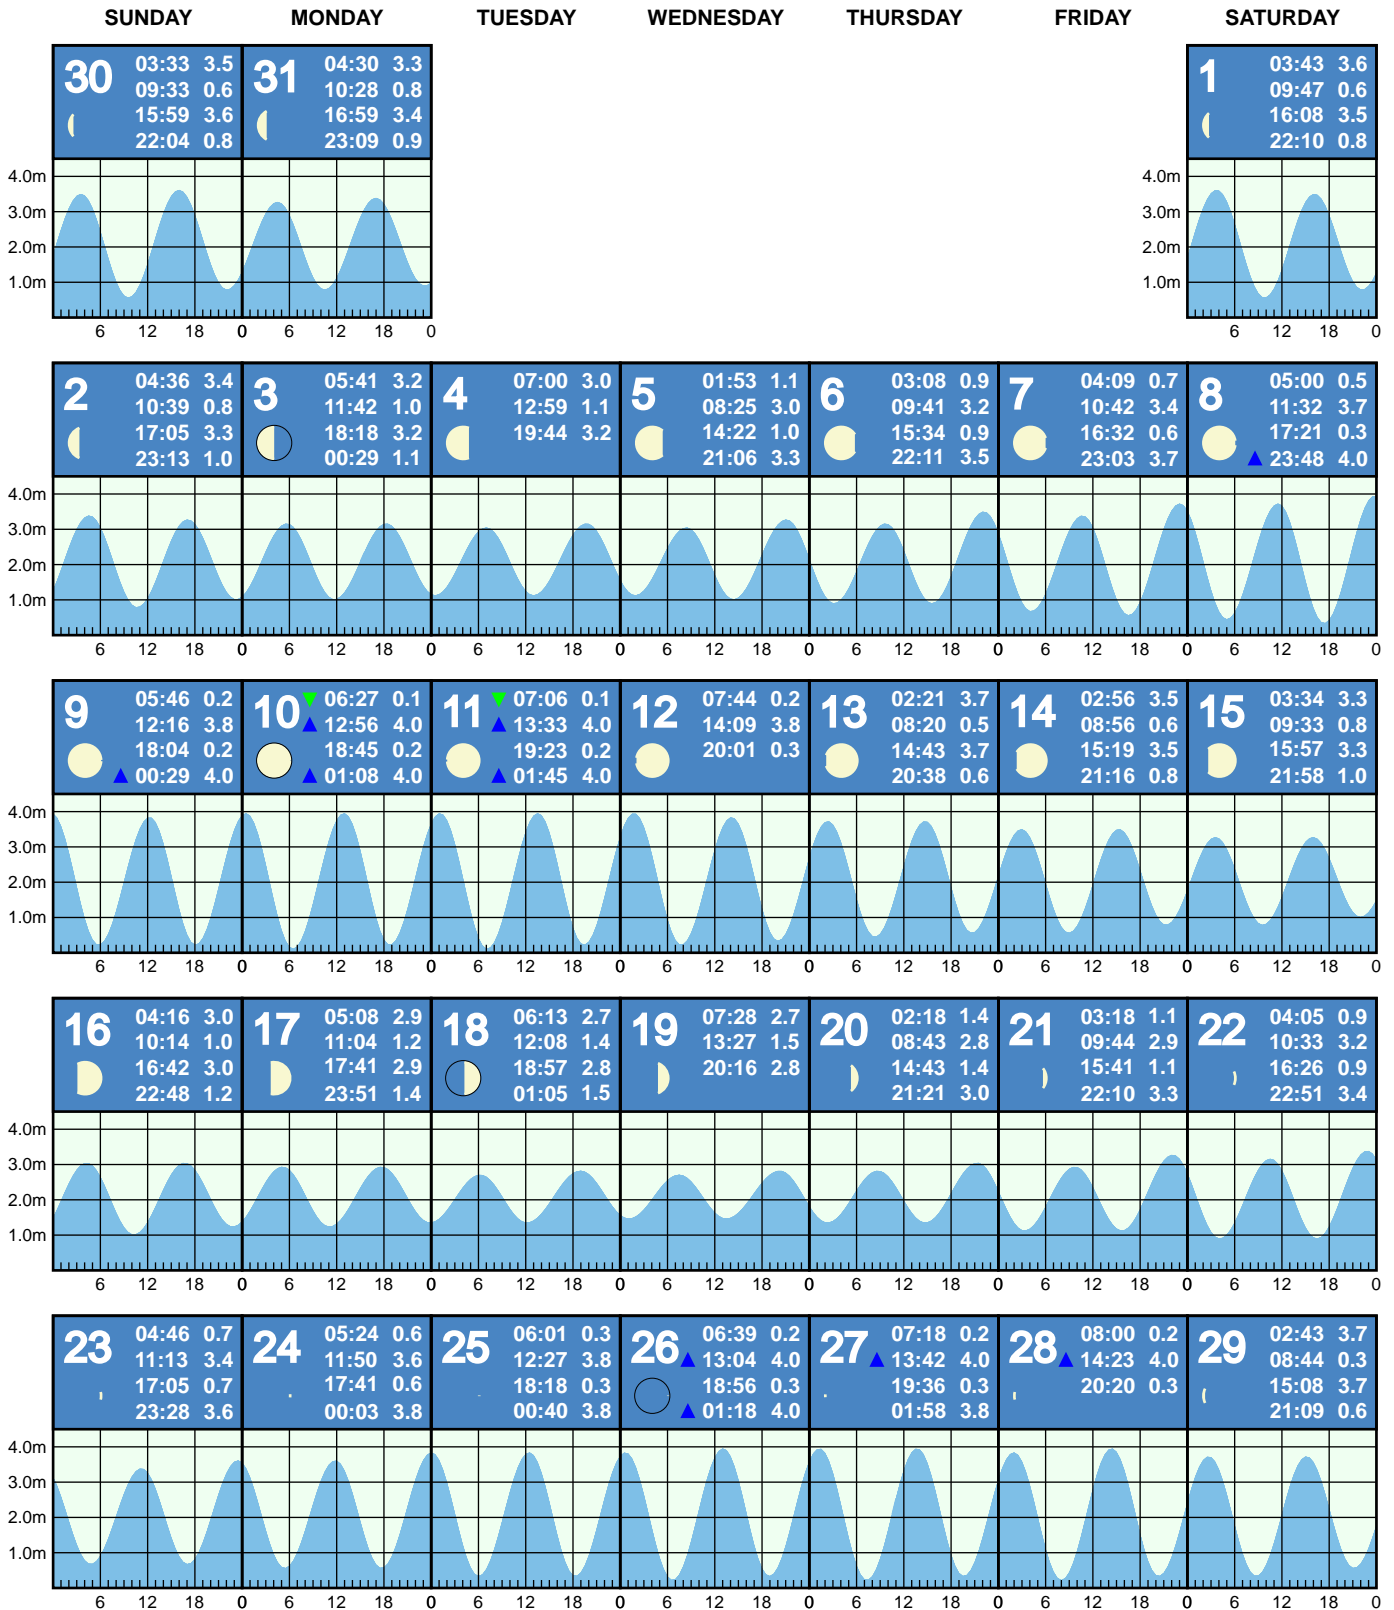 SUNDAY MONDAY TUESDAY WEDNESDAY THURSDAY FRIDAY SATURDAY
30 03:33 3.5
09:33 0.6
15:59 3.6
22:04 0.8
31 04:30 3.3
10:28 0.8
16:59 3.4
23:09 0.9
1 03:43 3.6
09:47 0.6
16:08 3.5
22:10 0.8
4.0m 4.0m
3.0m 3.0m
2.0m 2.0m
1.0m 1.0m
6 12 18 0 0 6 12 18 0 6 12 18 0
2 04:36 3.4
10:39 0.8
17:05 3.3
23:13 1.0
3 05:41 3.2
11:42 1.0
18:18 3.2
00:29 1.1
4 07:00 3.0
12:59 1.1
19:44 3.2
5 01:53 1.1
08:25 3.0
14:22 1.0
21:06 3.3
6 03:08 0.9
09:41 3.2
15:34 0.9
22:11 3.5
7 04:09 0.7
10:42 3.4
16:32 0.6
23:03 3.7
8 05:00 0.5
11:32 3.7
17:21 0.3
23:48 4.0
4.0m
3.0m
2.0m
1.0m
6 12 18 0 6 12 18 0 6 12 18 0 6 12 18 0 6 12 18 0 6 12 18 0 6 12 18 0
9 05:46 0.2
12:16 3.8
18:04 0.2
00:29 4.0
10 06:27 0.1
12:56 4.0
18:45 0.2
01:08 4.0
11 07:06 0.1
13:33 4.0
19:23 0.2
01:45 4.0
12 07:44 0.2
14:09 3.8
20:01 0.3
13 02:21 3.7
08:20 0.5
14:43 3.7
20:38 0.6
14 02:56 3.5
08:56 0.6
15:19 3.5
21:16 0.8
15 03:34 3.3
09:33 0.8
15:57 3.3
21:58 1.0
4.0m
3.0m
2.0m
1.0m
6 12 18 0 6 12 18 0 6 12 18 0 6 12 18 0 6 12 18 0 6 12 18 0 6 12 18 0
16 04:16 3.0
10:14 1.0
16:42 3.0
22:48 1.2
17 05:08 2.9
11:04 1.2
17:41 2.9
23:51 1.4
18 06:13 2.7
12:08 1.4
18:57 2.8
01:05 1.5
19 07:28 2.7
13:27 1.5
20:16 2.8
20 02:18 1.4
08:43 2.8
14:43 1.4
21:21 3.0
21 03:18 1.1
09:44 2.9
15:41 1.1
22:10 3.3
22 04:05 0.9
10:33 3.2
16:26 0.9
22:51 3.4
4.0m
3.0m
2.0m
1.0m
6 12 18 0 6 12 18 0 6 12 18 0 6 12 18 0 6 12 18 0 6 12 18 0 6 12 18 0
23 04:46 0.7
11:13 3.4
17:05 0.7
23:28 3.6
24 05:24 0.6
11:50 3.6
17:41 0.6
00:03 3.8
25 06:01 0.3
12:27 3.8
18:18 0.3
00:40 3.8
26 06:39 0.2
13:04 4.0
18:56 0.3
01:18 4.0
27 07:18 0.2
13:42 4.0
19:36 0.3
01:58 3.8
28 08:00 0.2
14:23 4.0
20:20 0.3
29 02:43 3.7
08:44 0.3
15:08 3.7
21:09 0.6
4.0m
3.0m
2.0m
1.0m
6 12 18 0 6 12 18 0 6 12 18 0 6 12 18 0 6 12 18 0 6 12 18 0 6 12 18 0